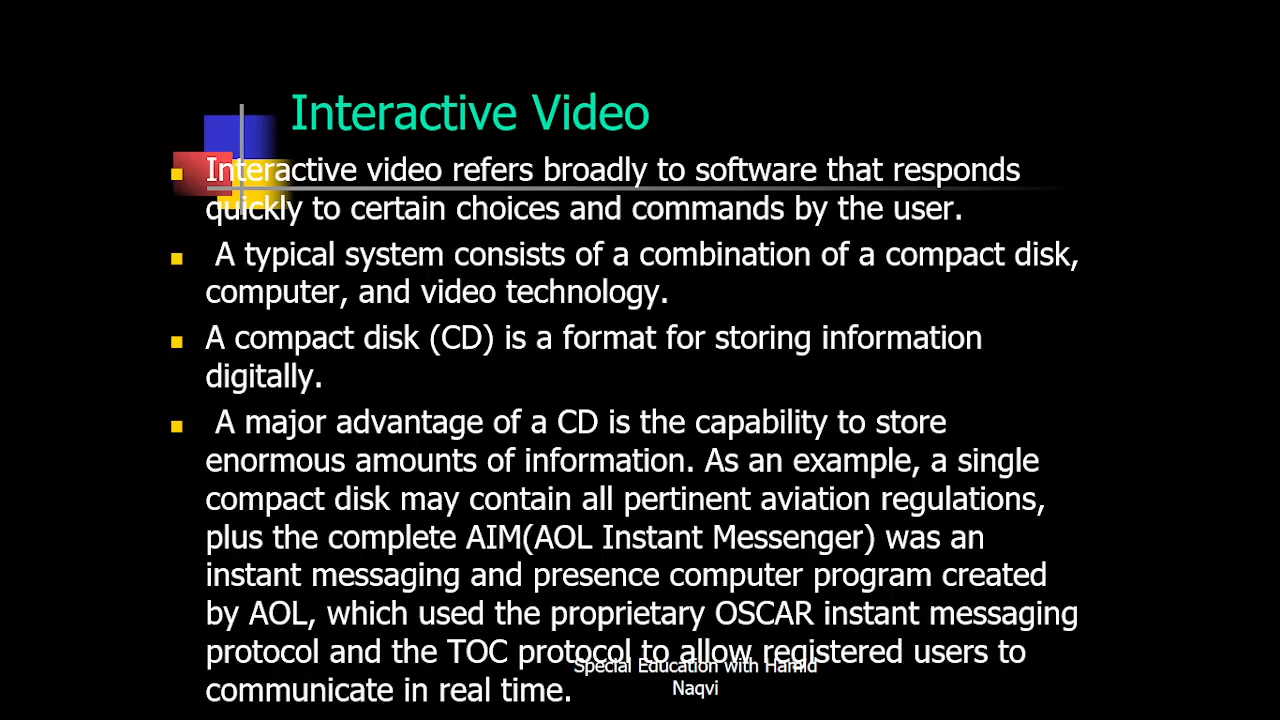 Interactive Video
Interactive video refers broadly to software that responds
quickly to certain choices and commands by the user.
A typical system consists of a combination of a compact disk,
computer, and video technology.
A compact disk (CD) is a format for storing information
digitally.
A major advantage of a CD is the capability to store
enormous amounts of information. As an example, a single
compact disk may contain all pertinent aviation regulations,
plus the complete AIM(AOL Instant Messenger) was an
instant messaging and presence computer program created
by AOL, which used the proprietary OSCAR instant messaging
protocol and the TOC protocol to allow registered users to
communicate in real time.
Special Education with Hamid
Naqvi